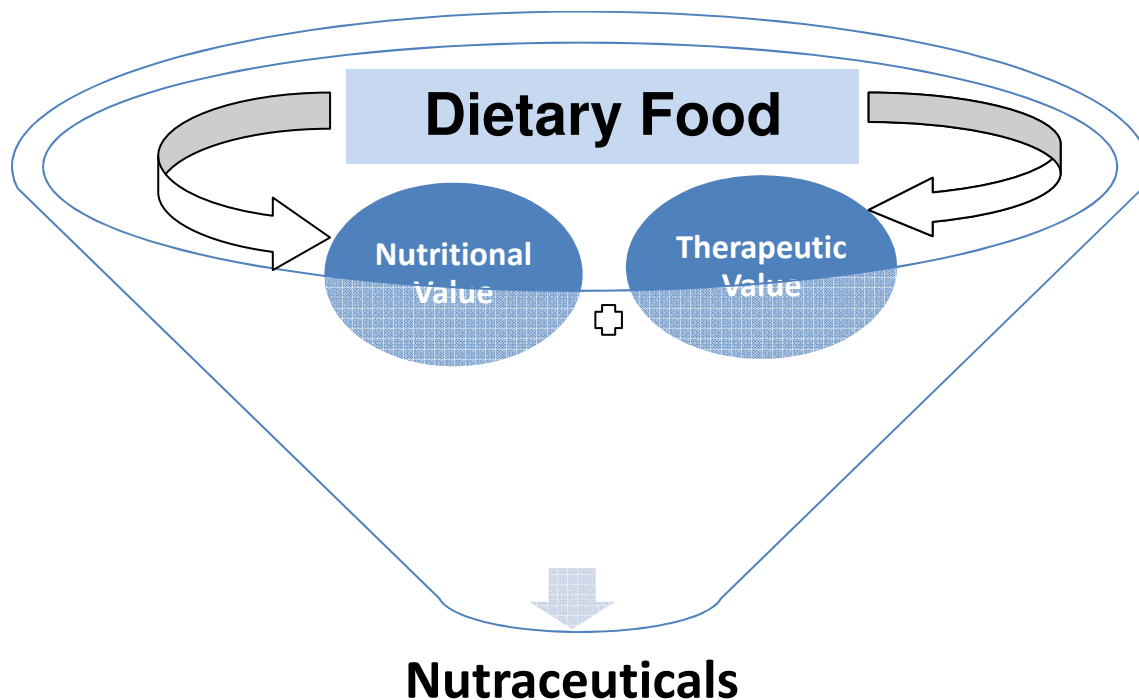 Dietary Food
Nutritional
Value
Therapeutic
Value
Nutraceuticals